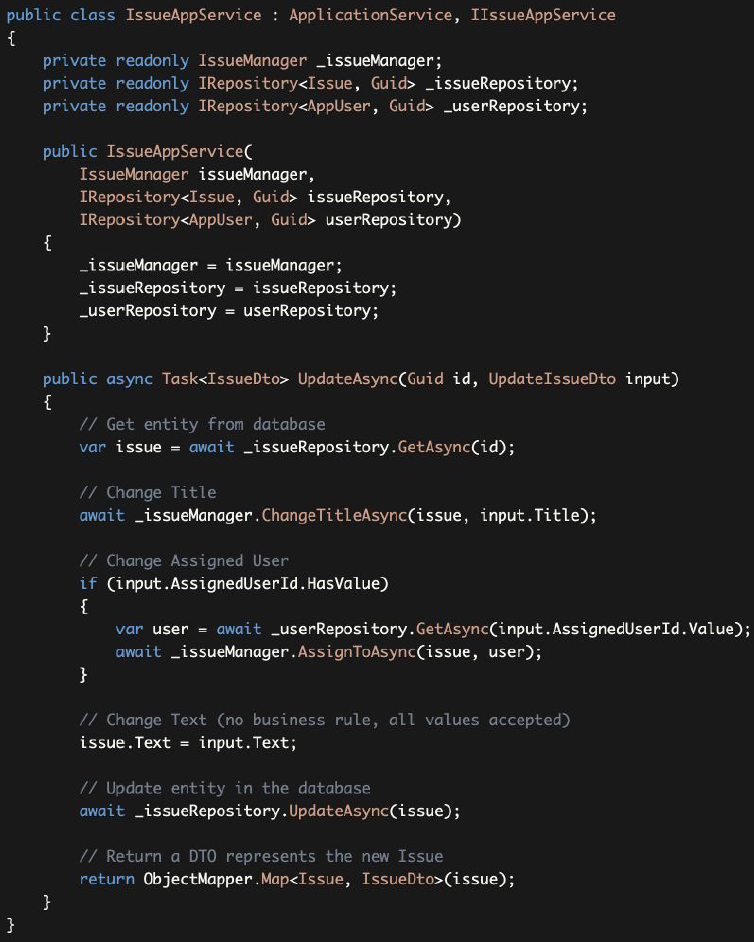 public class IssueAppService : ApplicationService, IIssueAppService
{
    private readonly IssueManager _issueManager;
    private readonly IRepository<Issue, Guid> _issueRepository;
    private readonly IRepository<AppUser, Guid> _userRepository;

    public IssueAppService(
        IssueManager issueManager,
        IRepository<Issue, Guid> issueRepository,
        IRepository<AppUser, Guid> userRepository)
    {
        _issueManager = issueManager;
        _issueRepository = issueRepository;
        _userRepository = userRepository;
    }

    public async Task<IssueDto> UpdateAsync(Guid id, UpdateIssueDto input)
    {
        // Get entity from database
        var issue = await _issueRepository.GetAsync(id);

        // Change Title
        await _issueManager.ChangeTitleAsync(issue, input.Title);

        // Change Assigned User
        if (input.AssignedUserId.HasValue)
        {
            var user = await _userRepository.GetAsync(input.AssignedUserId.Value);
            await _issueManager.AssignToAsync(issue, user);
        }

        // Change Text (no business rule, all values accepted)
        issue.Text = input.Text;

        // Update entity in the database
        await _issueRepository.UpdateAsync(issue);

        // Return a DTO represents the new Issue
        return ObjectMapper.Map<Issue, IssueDto>(issue);
    }
}